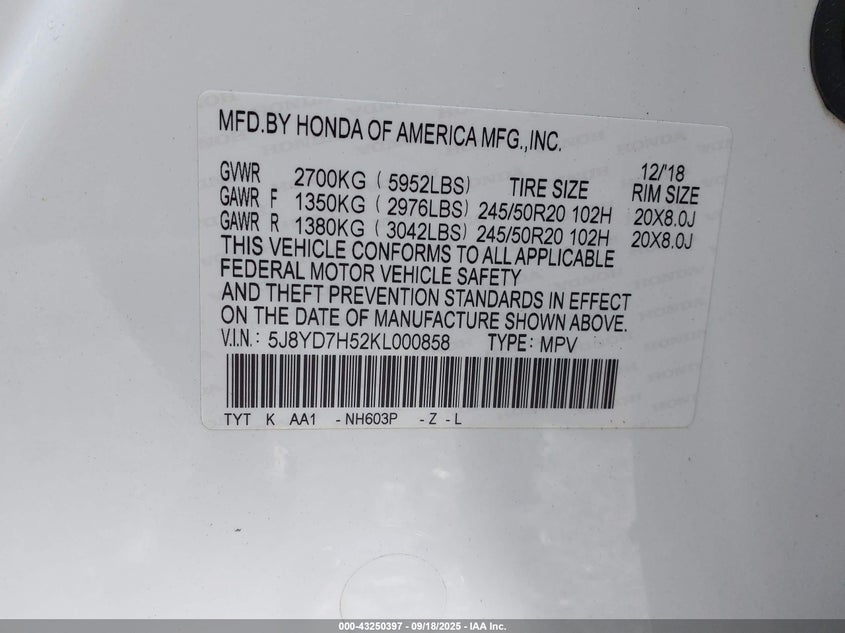 MFD.BY HONDA OF AMERICA MFG.,INC.
12/'18
GVWR 2700KG (5952LBS) TIRE SIZE RIM SIZE
GAWR F 1350KG (2976LBS) 245/50R20 102H 20X8.0J
GAWR R 1380KG (3042LBS) 245/50R20 102H 20X8.0J
THIS VEHICLE CONFORMS TO ALL APPLICABLE
FEDERAL MOTOR VEHICLE SAFETY
AND THEFT PREVENTION STANDARDS IN EFFECT
ON THE DATE OF MANUFACTURE SHOWN ABOVE.
V.I.N.: 5J8YD7H52KL000858 TYPE: MPV
TYT K AA1 -NH603P -Z -L
000-43250397 - 09/18/2025 - IAA Inc.